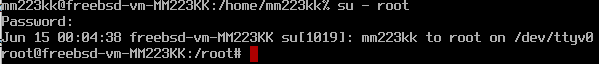 mm223kk@freebsd-vm-MM223KK:/home/mm223kk% su - root
Password:
Jun 15 00:04:38 freebsd-vm-MM223KK su[1019]: mm223kk to root on /dev/ttyv0
root@freebsd-vm-MM223KK:/root#